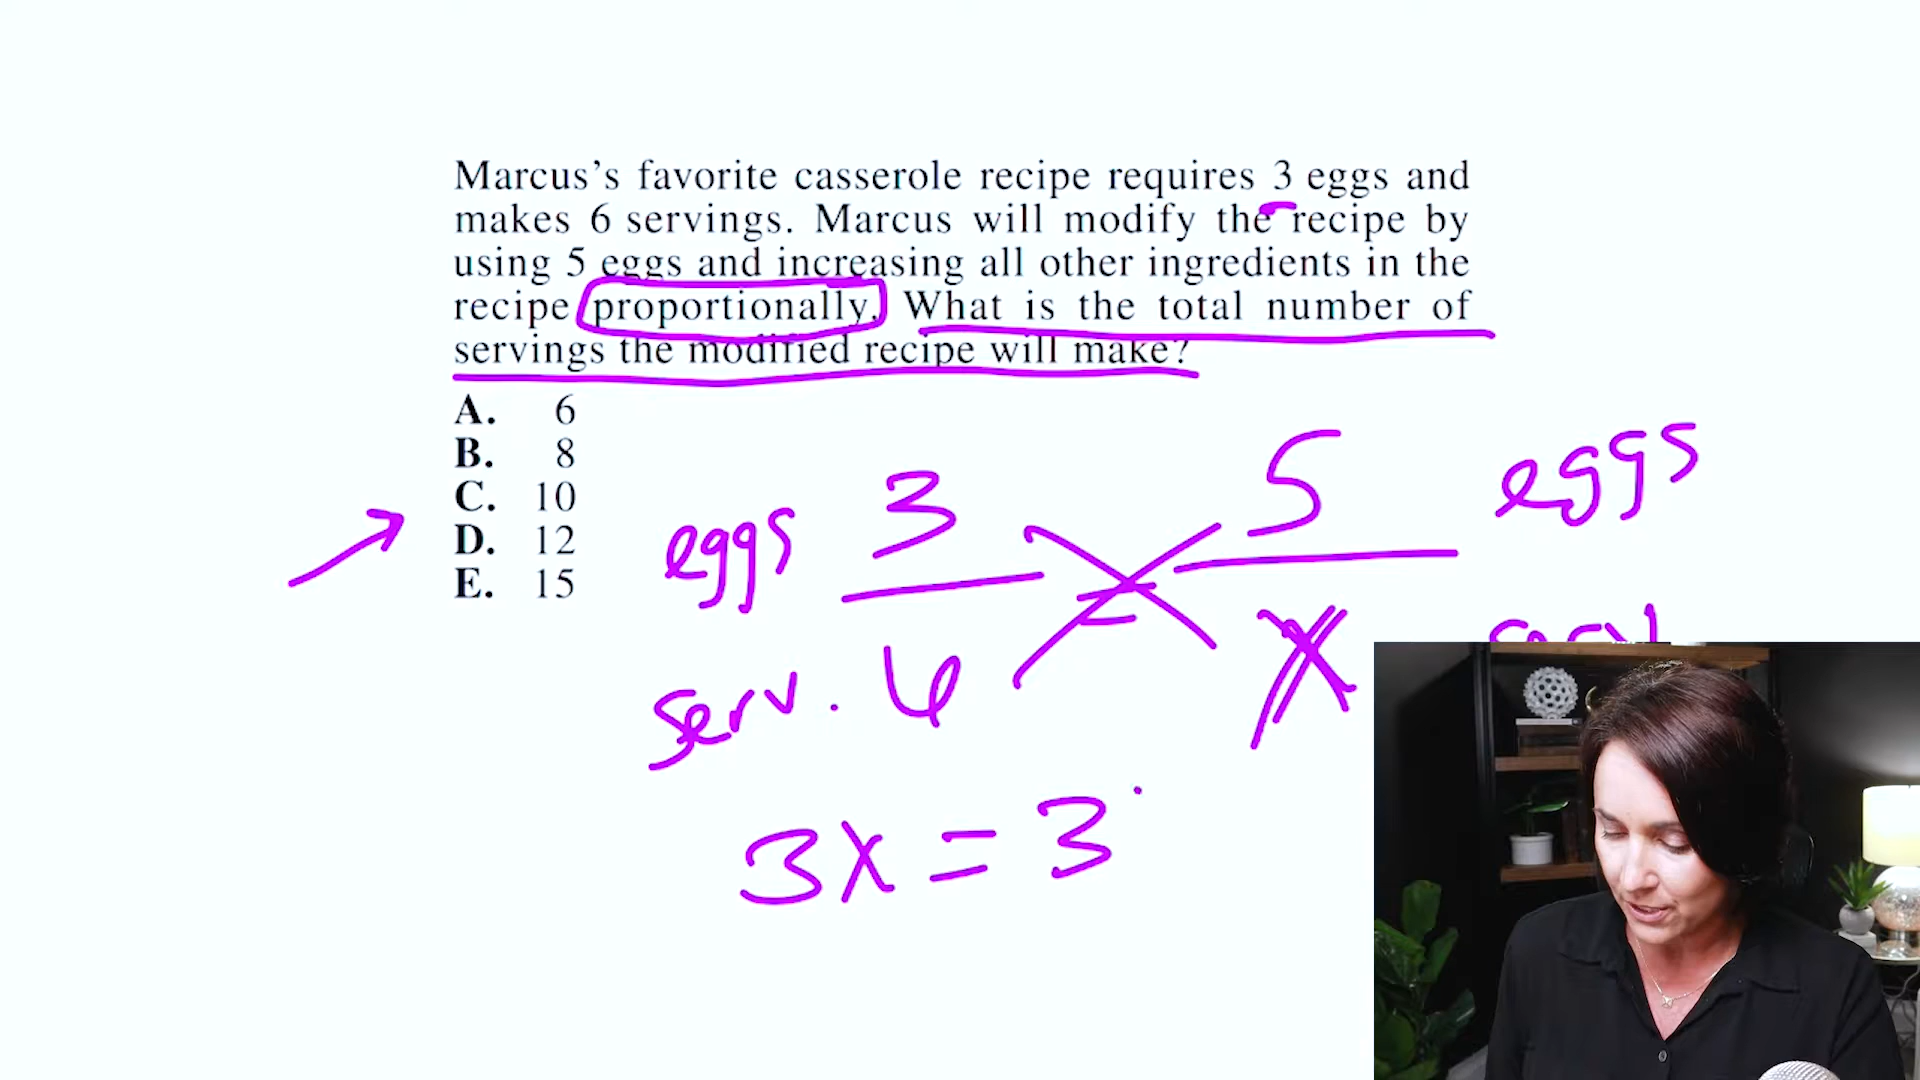 Marcus's favorite casserole recipe requires 3 eggs and
makes 6 servings. Marcus will modify the recipe by
using 5 eggs and increasing all other ingredients in the
recipe proportionally. What is the total number of
servings the modified recipe will make?
A. 6
B. 8
C. 10
D. 12
E. 15
eggs 3 5 eggs
=
serv. 6 x
3x = 3